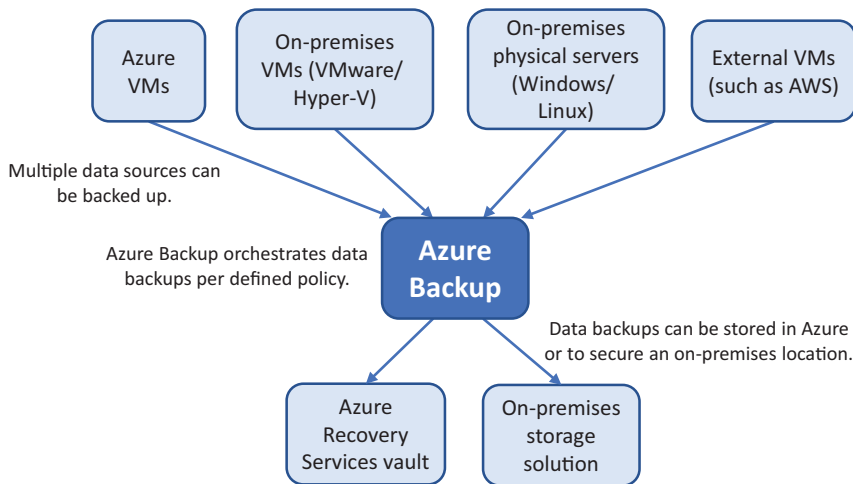 Azure
VMs
On-premises
VMs (VMware/
Hyper-V)
On-premises
physical servers
(Windows/
Linux)
External VMs
(such as AWS)
Multiple data sources can
be backed up.
Azure Backup orchestrates data
backups per defined policy.
Azure
Backup
Data backups can be stored in Azure
or to secure an on-premises location.
Azure
Recovery
Services vault
On-premises
storage
solution